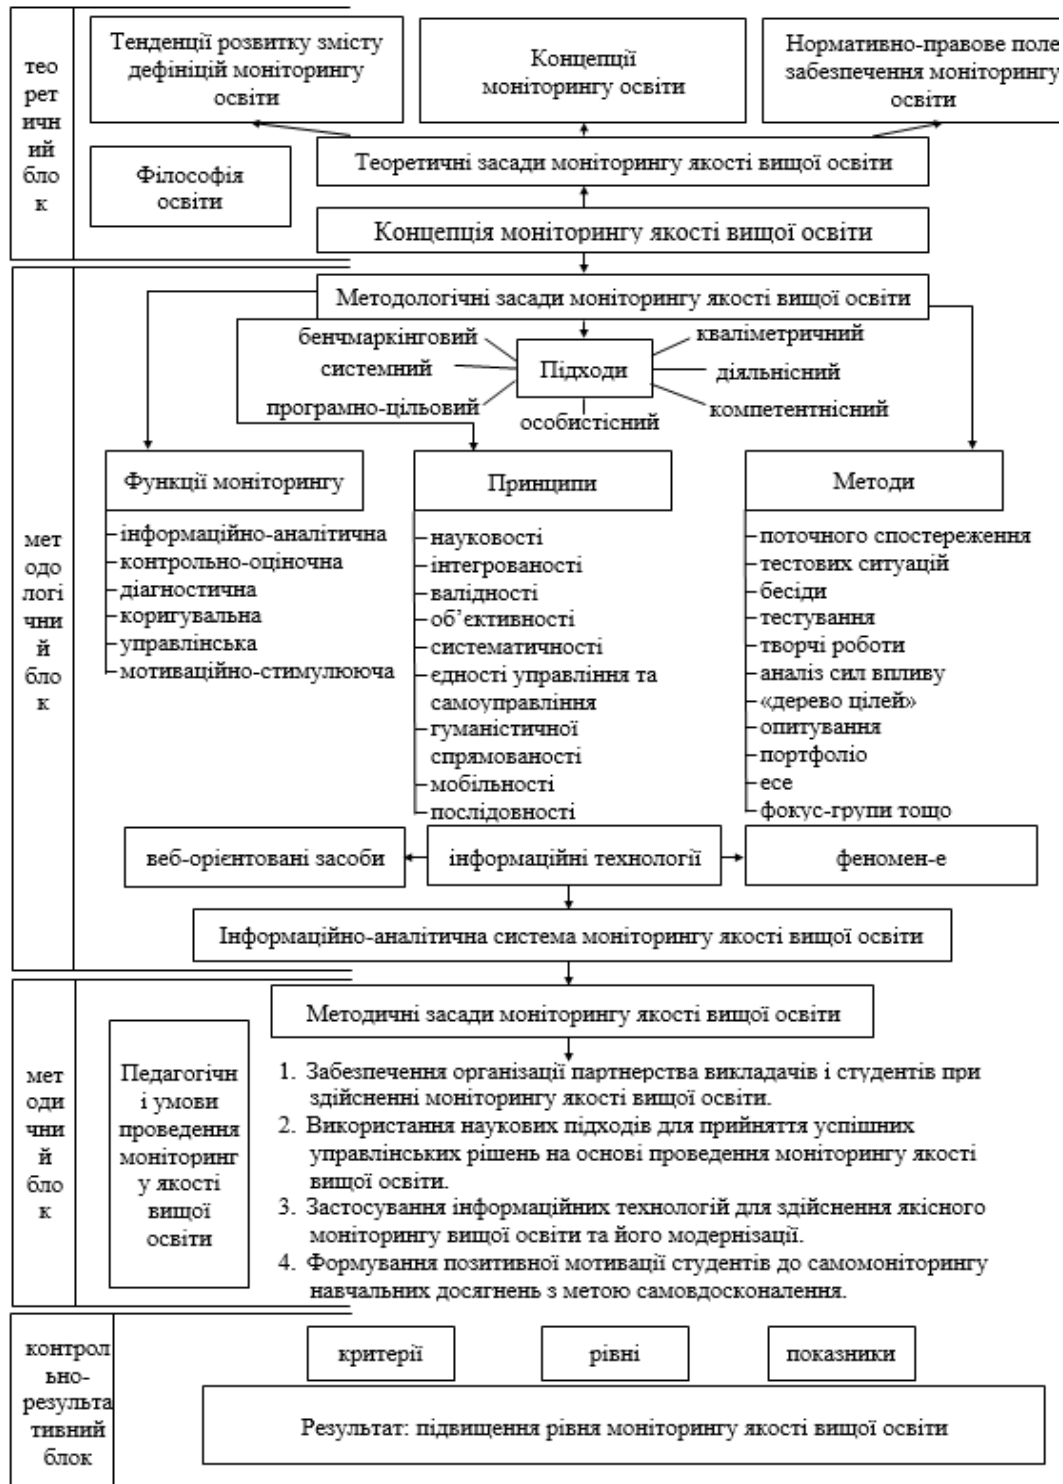 тео
рет
ичн
ий
бло
к
Тенденції розвитку змісту
дефініцій моніторингу
освіти
Концепції
моніторингу освіти
Нормативно-правове поле
забезпечення моніторингу
освіти
Філософія
освіти
Теоретичні засади моніторингу якості вищої освіти
Концепція моніторингу якості вищої освіти
мет
одо
логі
чни
й
бло
к
Методологічні засади моніторингу якості вищої освіти
бенчмаркінговий
системний
програмно-цільовий
Підходи
особистісний
кваліметричний
діяльнісний
компетентнісний
Функції моніторингу
інформаційно-аналітична
контрольно-оціночна
діагностична
коригувальна
управлінська
мотиваційно-стимулююча
Принципи
науковості
інтегрованості
валідності
об’єктивності
систематичності
єдності управління та
самоуправління
гуманістичної
спрямованості
мобільності
послідовності
Методи
поточного спостереження
тестових ситуацій
бесіди
тестування
творчі роботи
аналіз сил впливу
«дерево цілей»
опитування
портфоліо
есе
фокус-групи тощо
веб-орієнтовані засоби
інформаційні технології
феномен-е
Інформаційно-аналітична система моніторингу якості вищої освіти
мет
оди
чни
й
бло
к
Педагогічн
і умови
проведення
моніторинг
у якості
вищої
освіти
Методичні засади моніторингу якості вищої освіти
1. Забезпечення організації партнерства викладачів і студентів при
здійсненні моніторингу якості вищої освіти.
2. Використання наукових підходів для прийняття успішних
управлінських рішень на основі проведення моніторингу якості
вищої освіти.
3. Застосування інформаційних технологій для здійснення якісного
моніторингу вищої освіти та його модернізації.
4. Формування позитивної мотивації студентів до самомоніторингу
навчальних досягнень з метою самовдосконалення.
контрол
ьно-
результа
тивний
блок
критерії
рівні
показники
Результат: підвищення рівня моніторингу якості вищої освіти